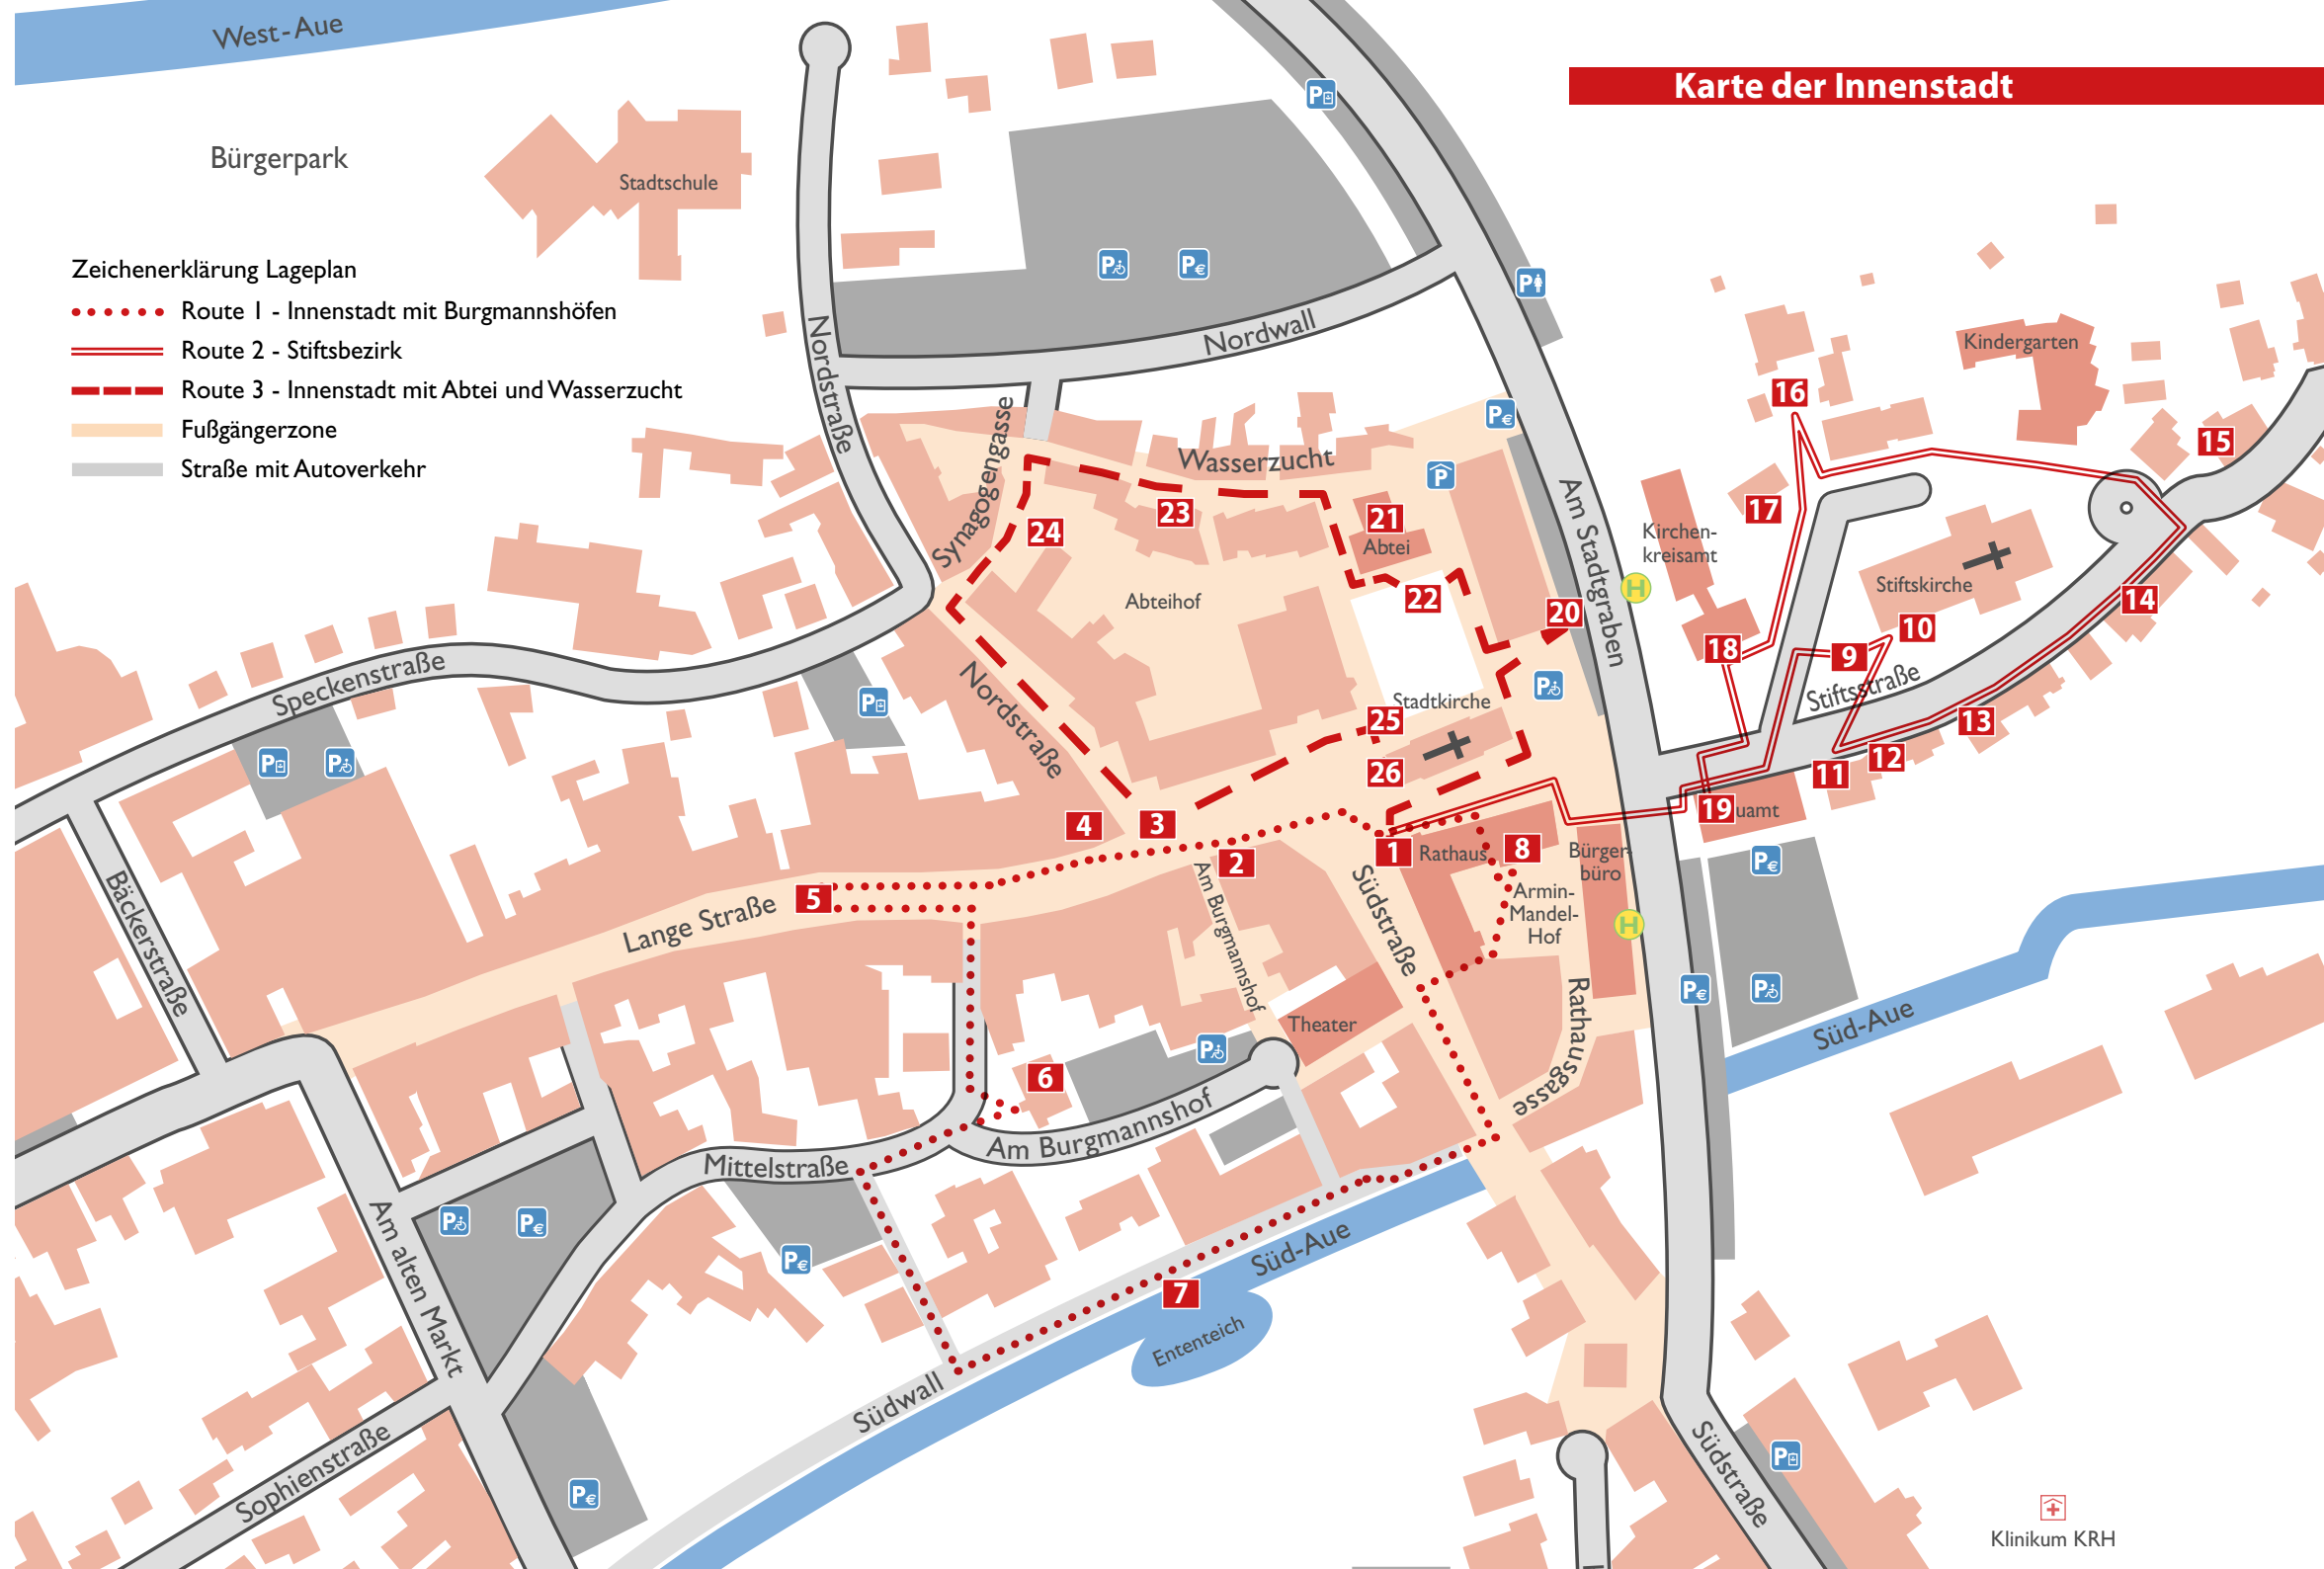 West-Aue
Karte der Innenstadt
Bürgerpark
Stadtschule
Zeichenerklärung Lageplan
Route 1 - Innenstadt mit Burgmannshöfen
Route 2 - Stiftsbezirk
Route 3 - Innenstadt mit Abtei und Wasserzucht
Fußgängerzone
Straße mit Autoverkehr
P
P
P€
P
Nordstraße
Nordwall
Kindergarten
16
15
P€
Synagogengasse
Wasserzucht
P
Am Stadtgraben
17
Kirchen-
kreisamt
23
21
Abtei
24
22
H
20
Abteihof
Stiftskirche
14
10
18
9
Stiftsstraße
Speckenstraße
P
Nordstraße
P
Stadtkirche
25
13
12
11
26
P
P
19
uamt
4
3
2
1
Rathaus
8
Bürger-
büro
P€
Bäckerstraße
5
Lange Straße
Am Burgmannshof
Südstraße
Armin-
Mandel-
Hof
H
P€
P
Rathausgasse
Theater
Süd-Aue
P
6
Am Burgmannshof
Mittelstraße
P
P€
P€
Am alten Markt
Süd-Aue
7
Ententeich
Südwall
Sophienstraße
P€
Südstraße
P
Klinikum KRH